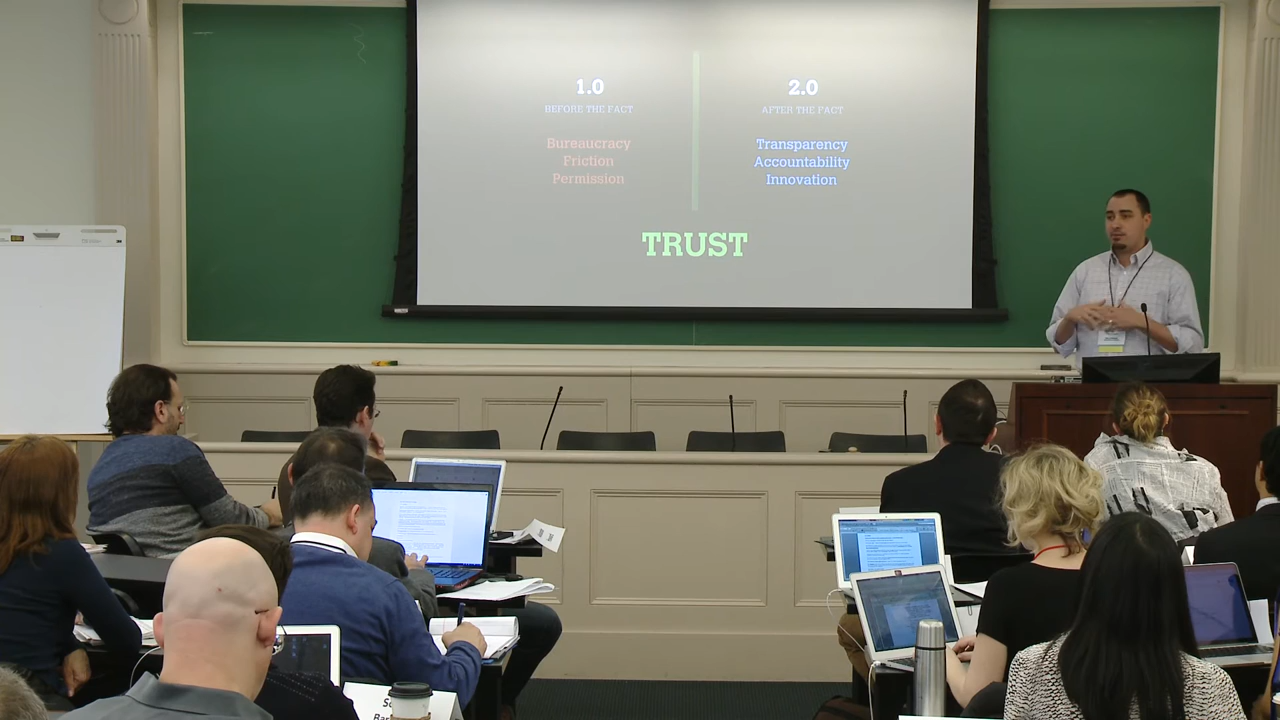 1.0
BEFORE THE FACT
Bureaucracy
Friction
Permission
2.0
AFTER THE FACT
Transparency
Accountability
Innovation
TRUST